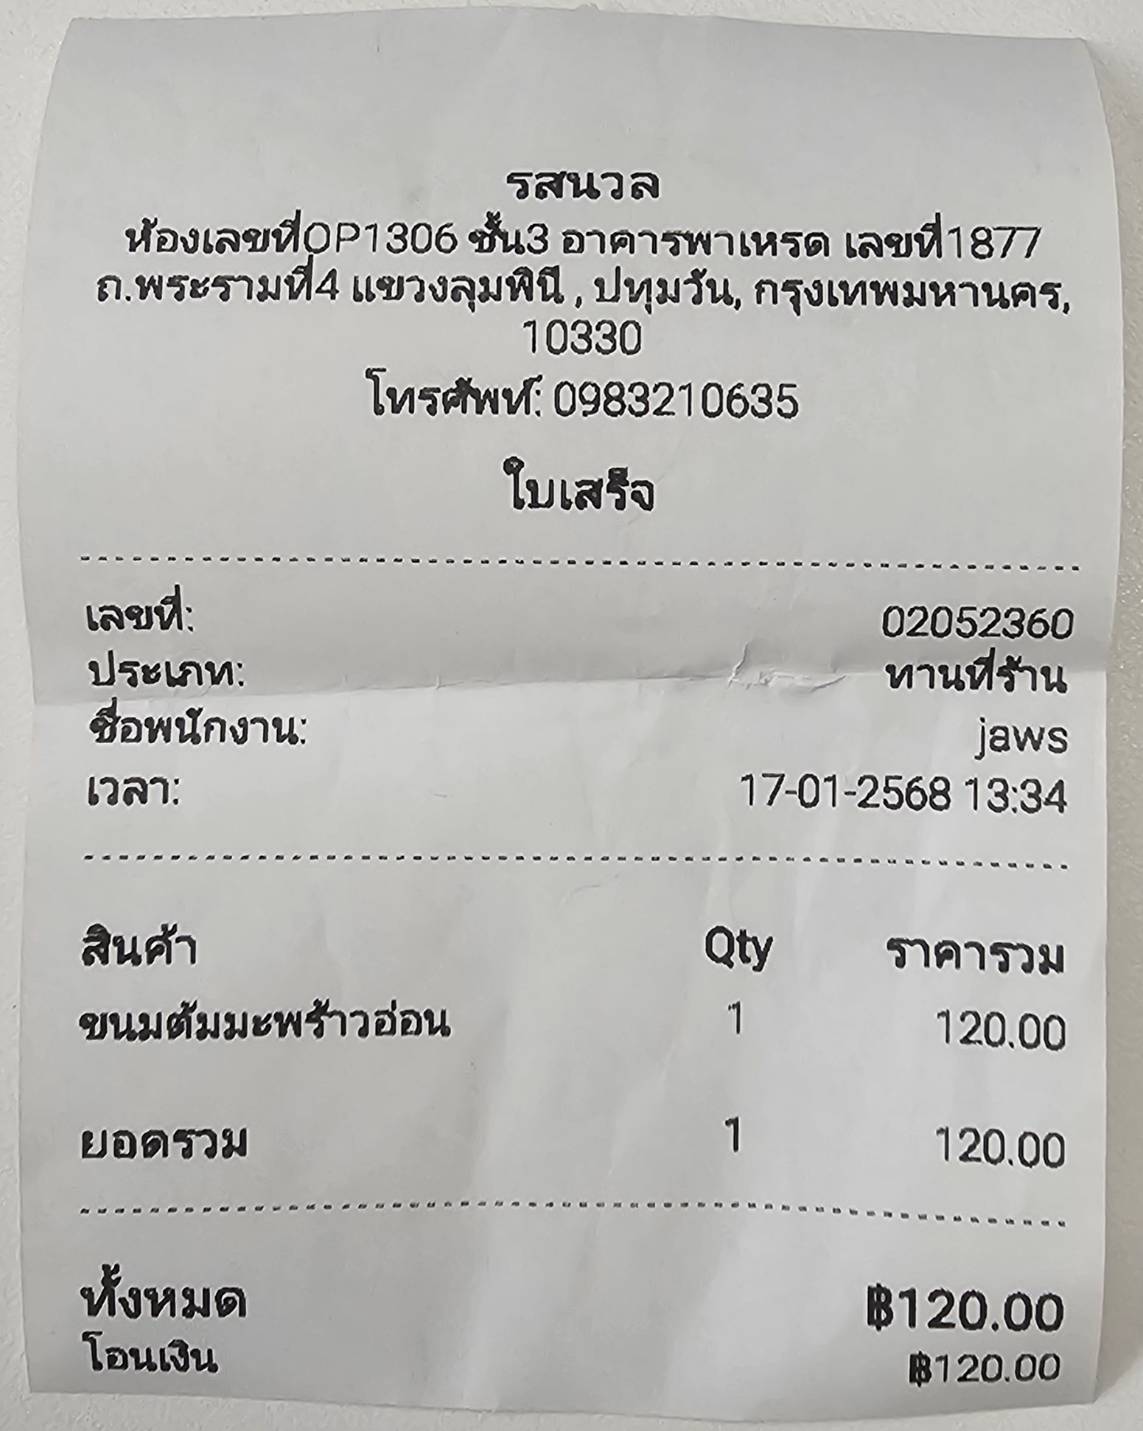 รสนวล
ห้องเลขที่OP1306 ชั้น3 อาคารพาเหรด เลขที่1877
ถ.พระรามที่4 แขวงลุมพินี , ปทุมวัน, กรุงเทพมหานคร,
10330
โทรศัพท์: 0983210635
ใบเสร็จ
เลขที่: 02052360
ประเภท: ทานที่ร้าน
ชื่อพนักงาน: jaws
เวลา: 17-01-2568 13:34
สินค้า Qty ราคารวม
ขนมต้มมะพร้าวอ่อน 1 120.00
ยอดรวม 1 120.00
ทั้งหมด ฿120.00
โอนเงิน ฿120.00